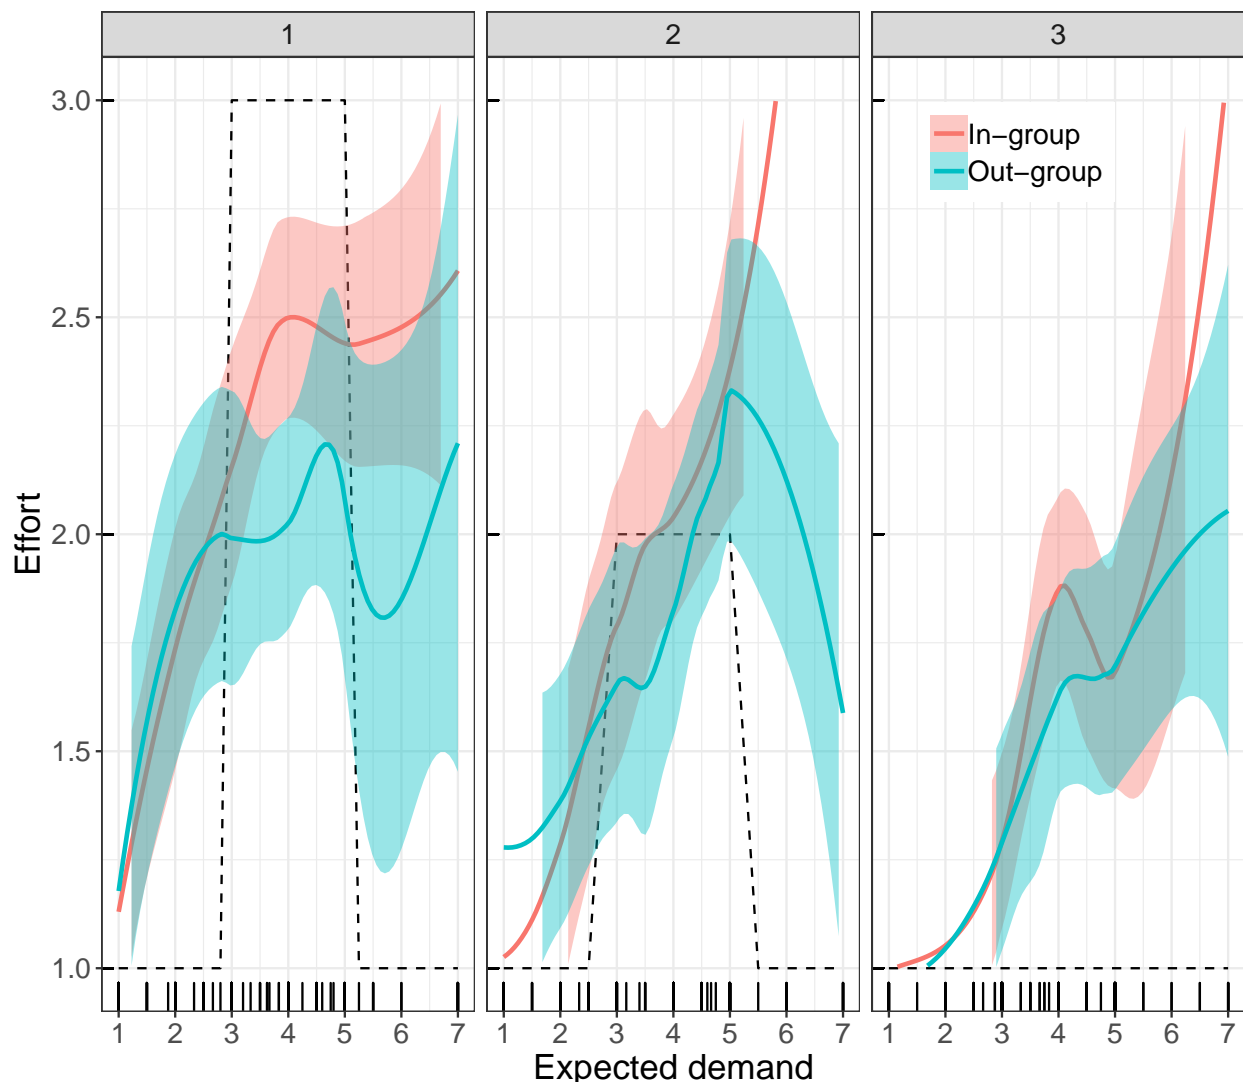 1 2 3
3.0
2.5
2.0
1.5
1.0
Effort
In−group
Out−group
1 2 3 4 5 6 7 1 2 3 4 5 6 7 1 2 3 4 5 6 7
Expected demand